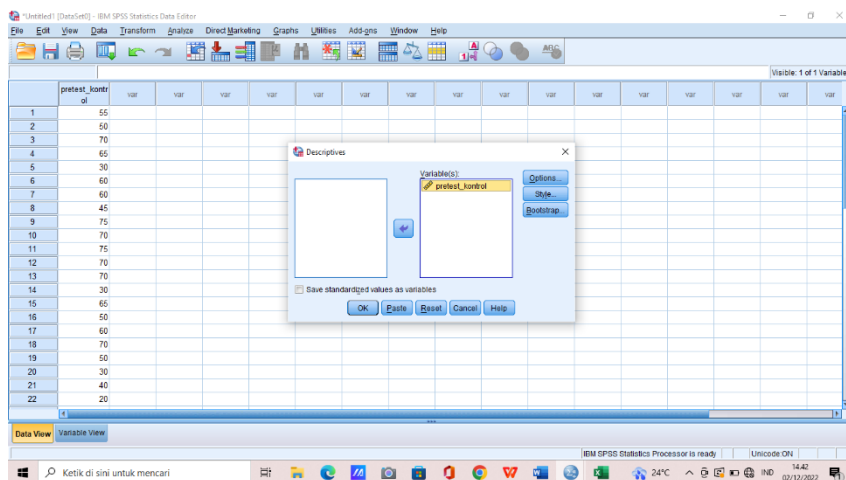 *Untitled1 [DataSet0] - IBM SPSS Statistics Data Editor
File Edit View Data Transform Analyze Direct Marketing Graphs Utilities Add-ons Window Help
Visible: 1 of 1 Variable
pretest_kontr
ol var var var var var var var var var var var var var var var
1 55
2 50
3 70
4 65
5 30
6 60
7 60
8 45
9 75
10 70
11 75
12 70
13 70
14 30
15 65
16 50
17 60
18 70
19 50
20 30
21 40
22 20
Descriptives
Variable(s):
pretest_kontrol
Options...
Style...
Bootstrap...
Save standardized values as variables
OK Paste Reset Cancel Help
Data View Variable View
IBM SPSS Statistics Processor is ready Unicode:ON
Ketik di sini untuk mencari
24°C IND 14.42
02/12/2022